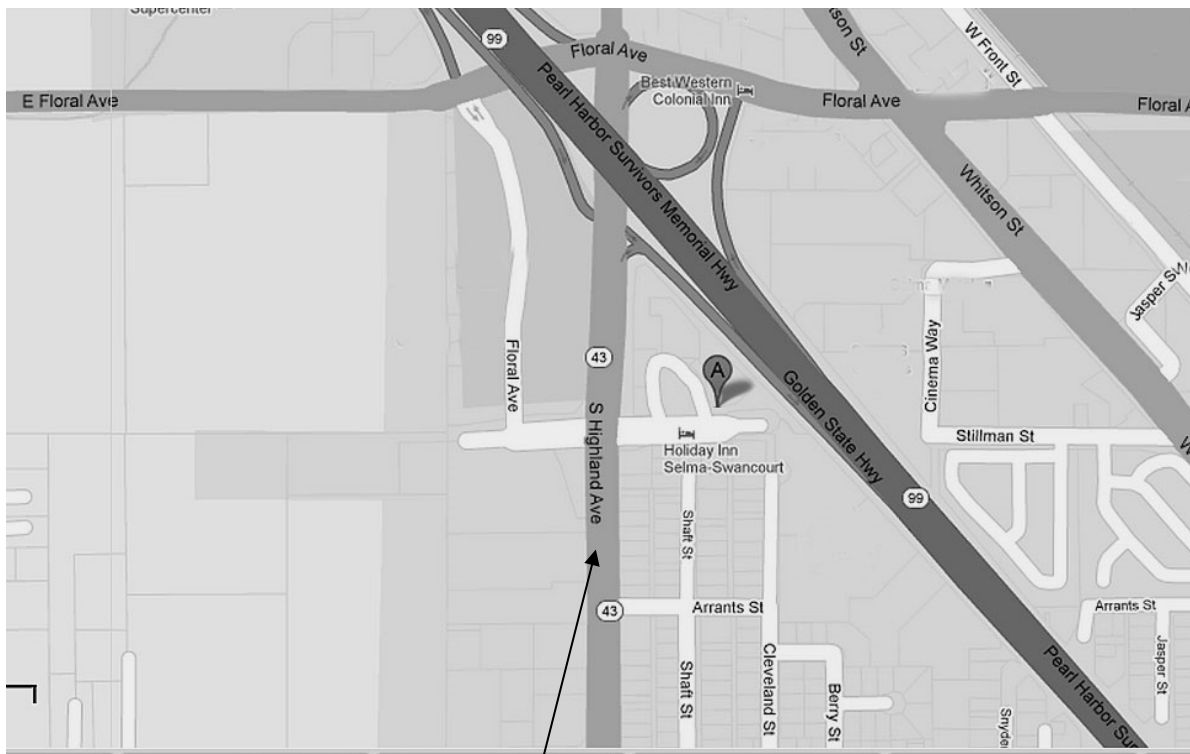 Supercenter
99
Floral Ave
Whitson St
W Front St
Best Western
Colonial Inn
E Floral Ave
Floral Ave
Floral A
Pearl Harbor Survivors Memorial Hwy
Whitson St
Jasper S
Floral Ave
43
Cinema Way
A
S Highland Ave
Golden State Hwy
Holiday Inn
Selma-Swancourt
Stillman St
99
Shaft St
43
Arrants St
Arrants St
Shaft St
Cleveland St
Berry St
Jasper St
Pearl Harbor Sur
Snyde